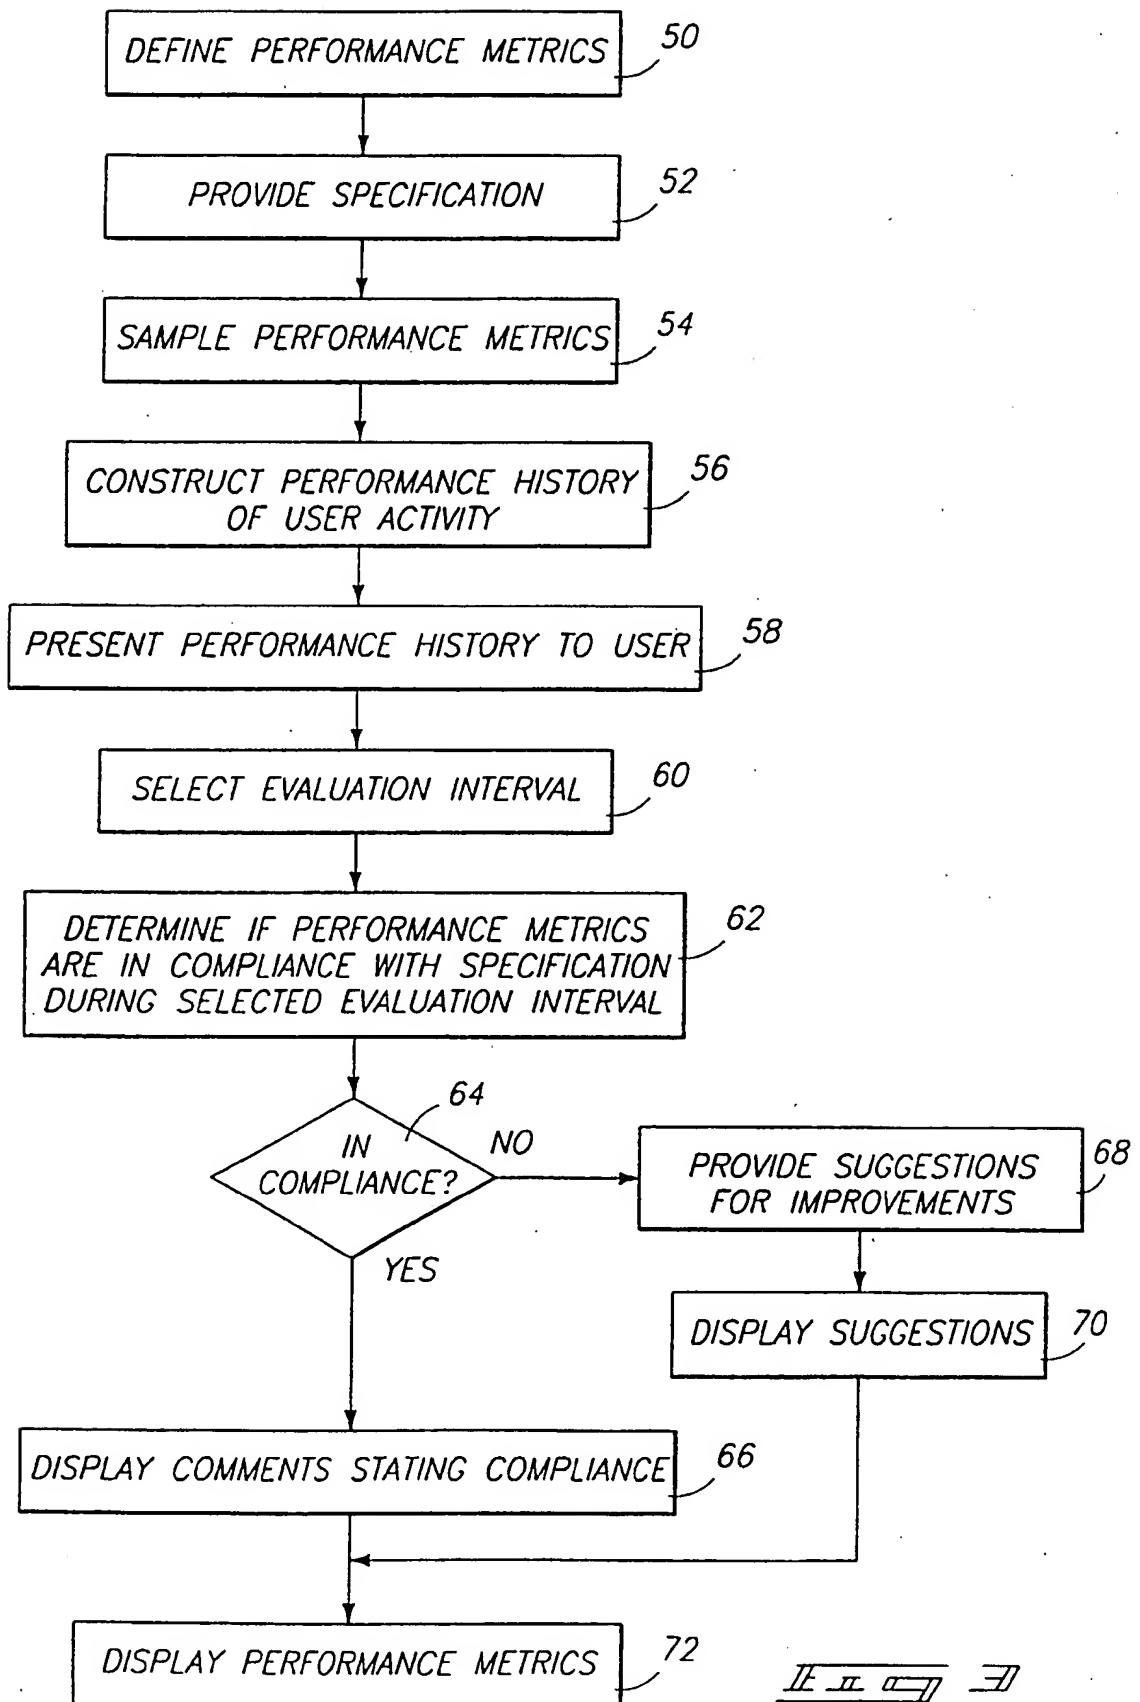 DEFINE PERFORMANCE METRICS 50
PROVIDE SPECIFICATION 52
SAMPLE PERFORMANCE METRICS 54
CONSTRUCT PERFORMANCE HISTORY
OF USER ACTIVITY
56
PRESENT PERFORMANCE HISTORY TO USER 58
SELECT EVALUATION INTERVAL 60
DETERMINE IF PERFORMANCE METRICS
ARE IN COMPLIANCE WITH SPECIFICATION
DURING SELECTED EVALUATION INTERVAL
62
64
IN
COMPLIANCE?
NO
YES
PROVIDE SUGGESTIONS
FOR IMPROVEMENTS
68
DISPLAY SUGGESTIONS 70
DISPLAY COMMENTS STATING COMPLIANCE 66
DISPLAY PERFORMANCE METRICS 72
FIG 3